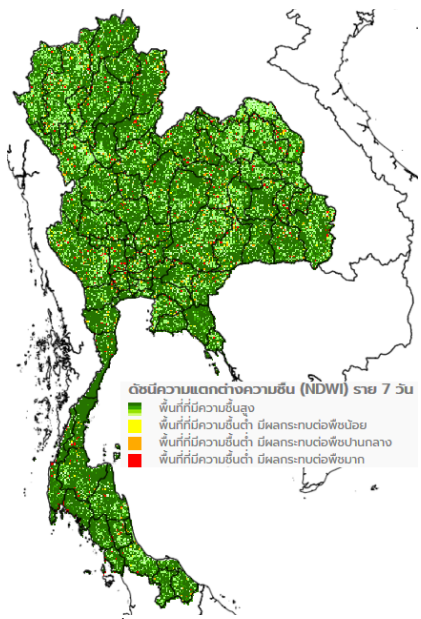 ดัชนีความแตกต่างความชื้น (NDWI) ราย 7 วัน
พื้นที่ที่มีความชื้นสูง
พื้นที่ที่มีความชื้นต่ำ มีผลกระทบต่อพืชน้อย
พื้นที่ที่มีความชื้นต่ำ มีผลกระทบต่อพืชปานกลาง
พื้นที่ที่มีความชื้นต่ำ มีผลกระทบต่อพืชมาก